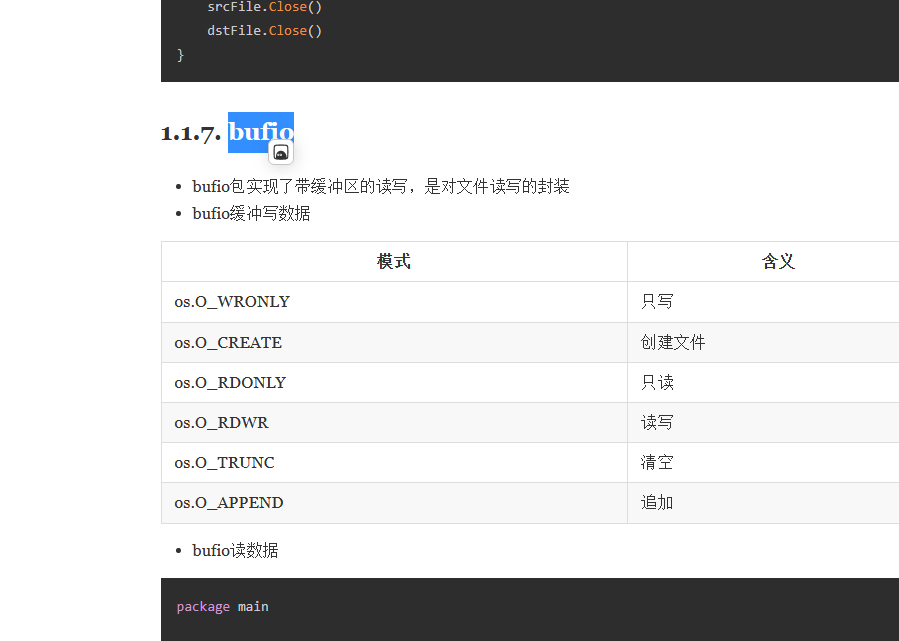 srcFile.Close()
dstFile.Close()
}
1.1.7. bufio
bufio包实现了带缓冲区的读写，是对文件读写的封装
bufio缓冲写数据
模式 含义
os.O_WRONLY 只写
os.O_CREATE 创建文件
os.O_RDONLY 只读
os.O_RDWR 读写
os.O_TRUNC 清空
os.O_APPEND 追加
bufio读数据
package main